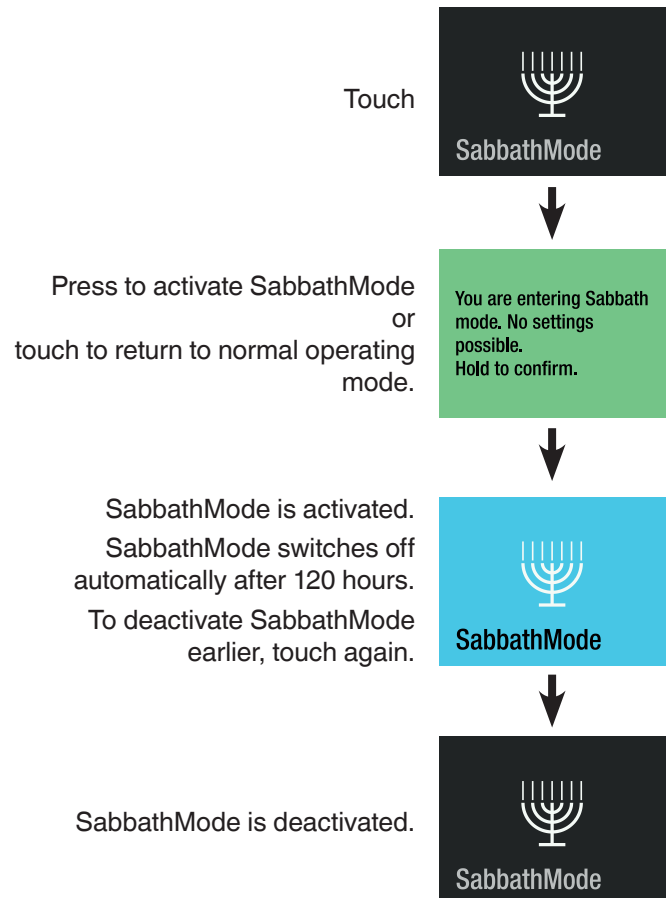 Touch
SabbathMode
Press to activate SabbathMode
or
touch to return to normal operating
mode.
You are entering Sabbath
mode. No settings
possible.
Hold to confirm.
SabbathMode is activated.
SabbathMode switches off
automatically after 120 hours.
To deactivate SabbathMode
earlier, touch again.
SabbathMode
SabbathMode is deactivated.
SabbathMode